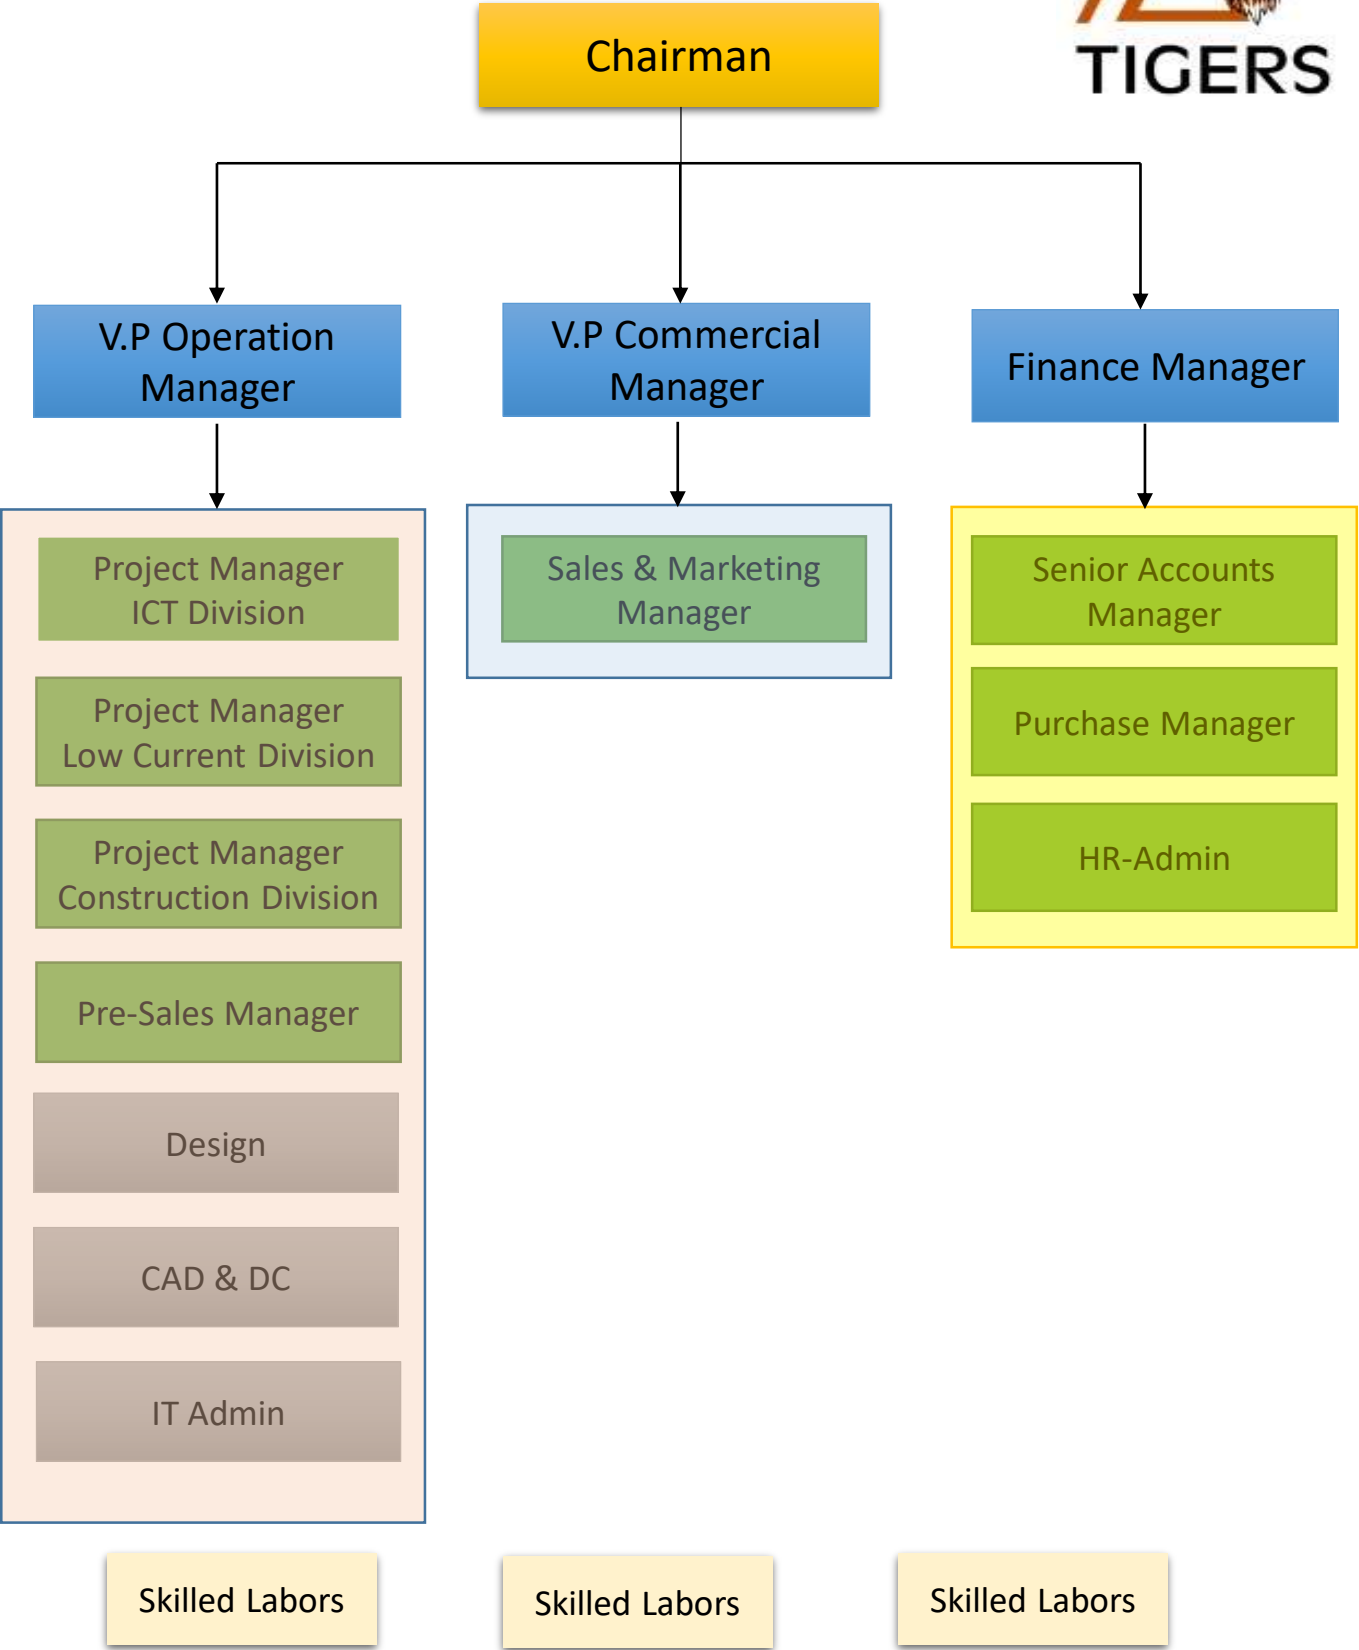 Chairman
TIGERS
V.P Operation
Manager
V.P Commercial
Manager
Finance Manager
Project Manager
ICT Division
Project Manager
Low Current Division
Project Manager
Construction Division
Pre-Sales Manager
Design
CAD & DC
IT Admin
Sales & Marketing
Manager
Senior Accounts
Manager
Purchase Manager
HR-Admin
Skilled Labors
Skilled Labors
Skilled Labors